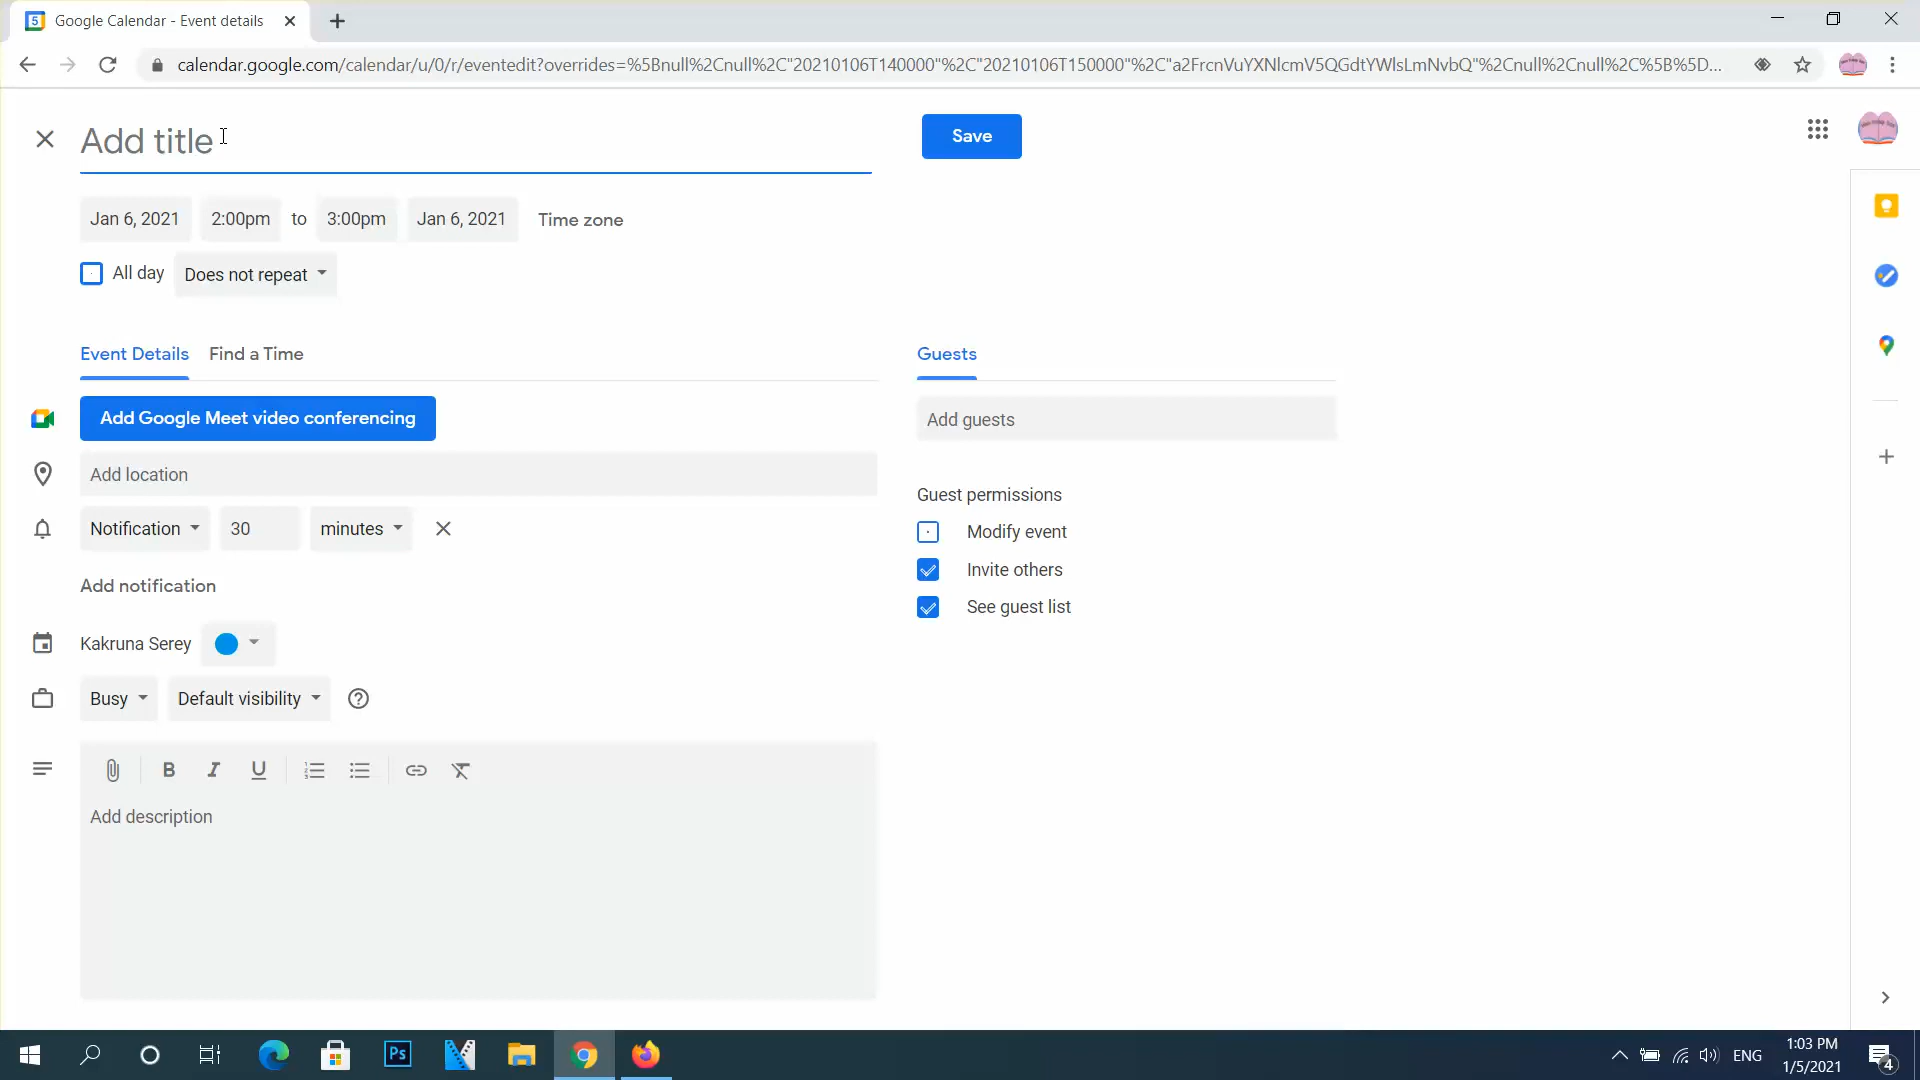 Google Calendar - Event details
calendar.google.com/calendar/u/0/r/eventedit?overrides=%5Bnull%2Cnull%2C"20210106T140000"%2C"20210106T150000"%2C"a2FrcnVuYXNlcmV5QGdtYWlsLmNvbQ"%2Cnull%2Cnull%2C%5B%5D...
Add title
Save
Jan 6, 2021 2:00pm to 3:00pm Jan 6, 2021 Time zone
All day Does not repeat
Event Details Find a Time
Guests
Add Google Meet video conferencing
Add guests
Add location
Guest permissions
Notification 30 minutes
Modify event
Invite others
Add notification
See guest list
Kakruna Serey
Busy Default visibility
B I U
Add description
Ps
ENG
1:03 PM
1/5/2021
4